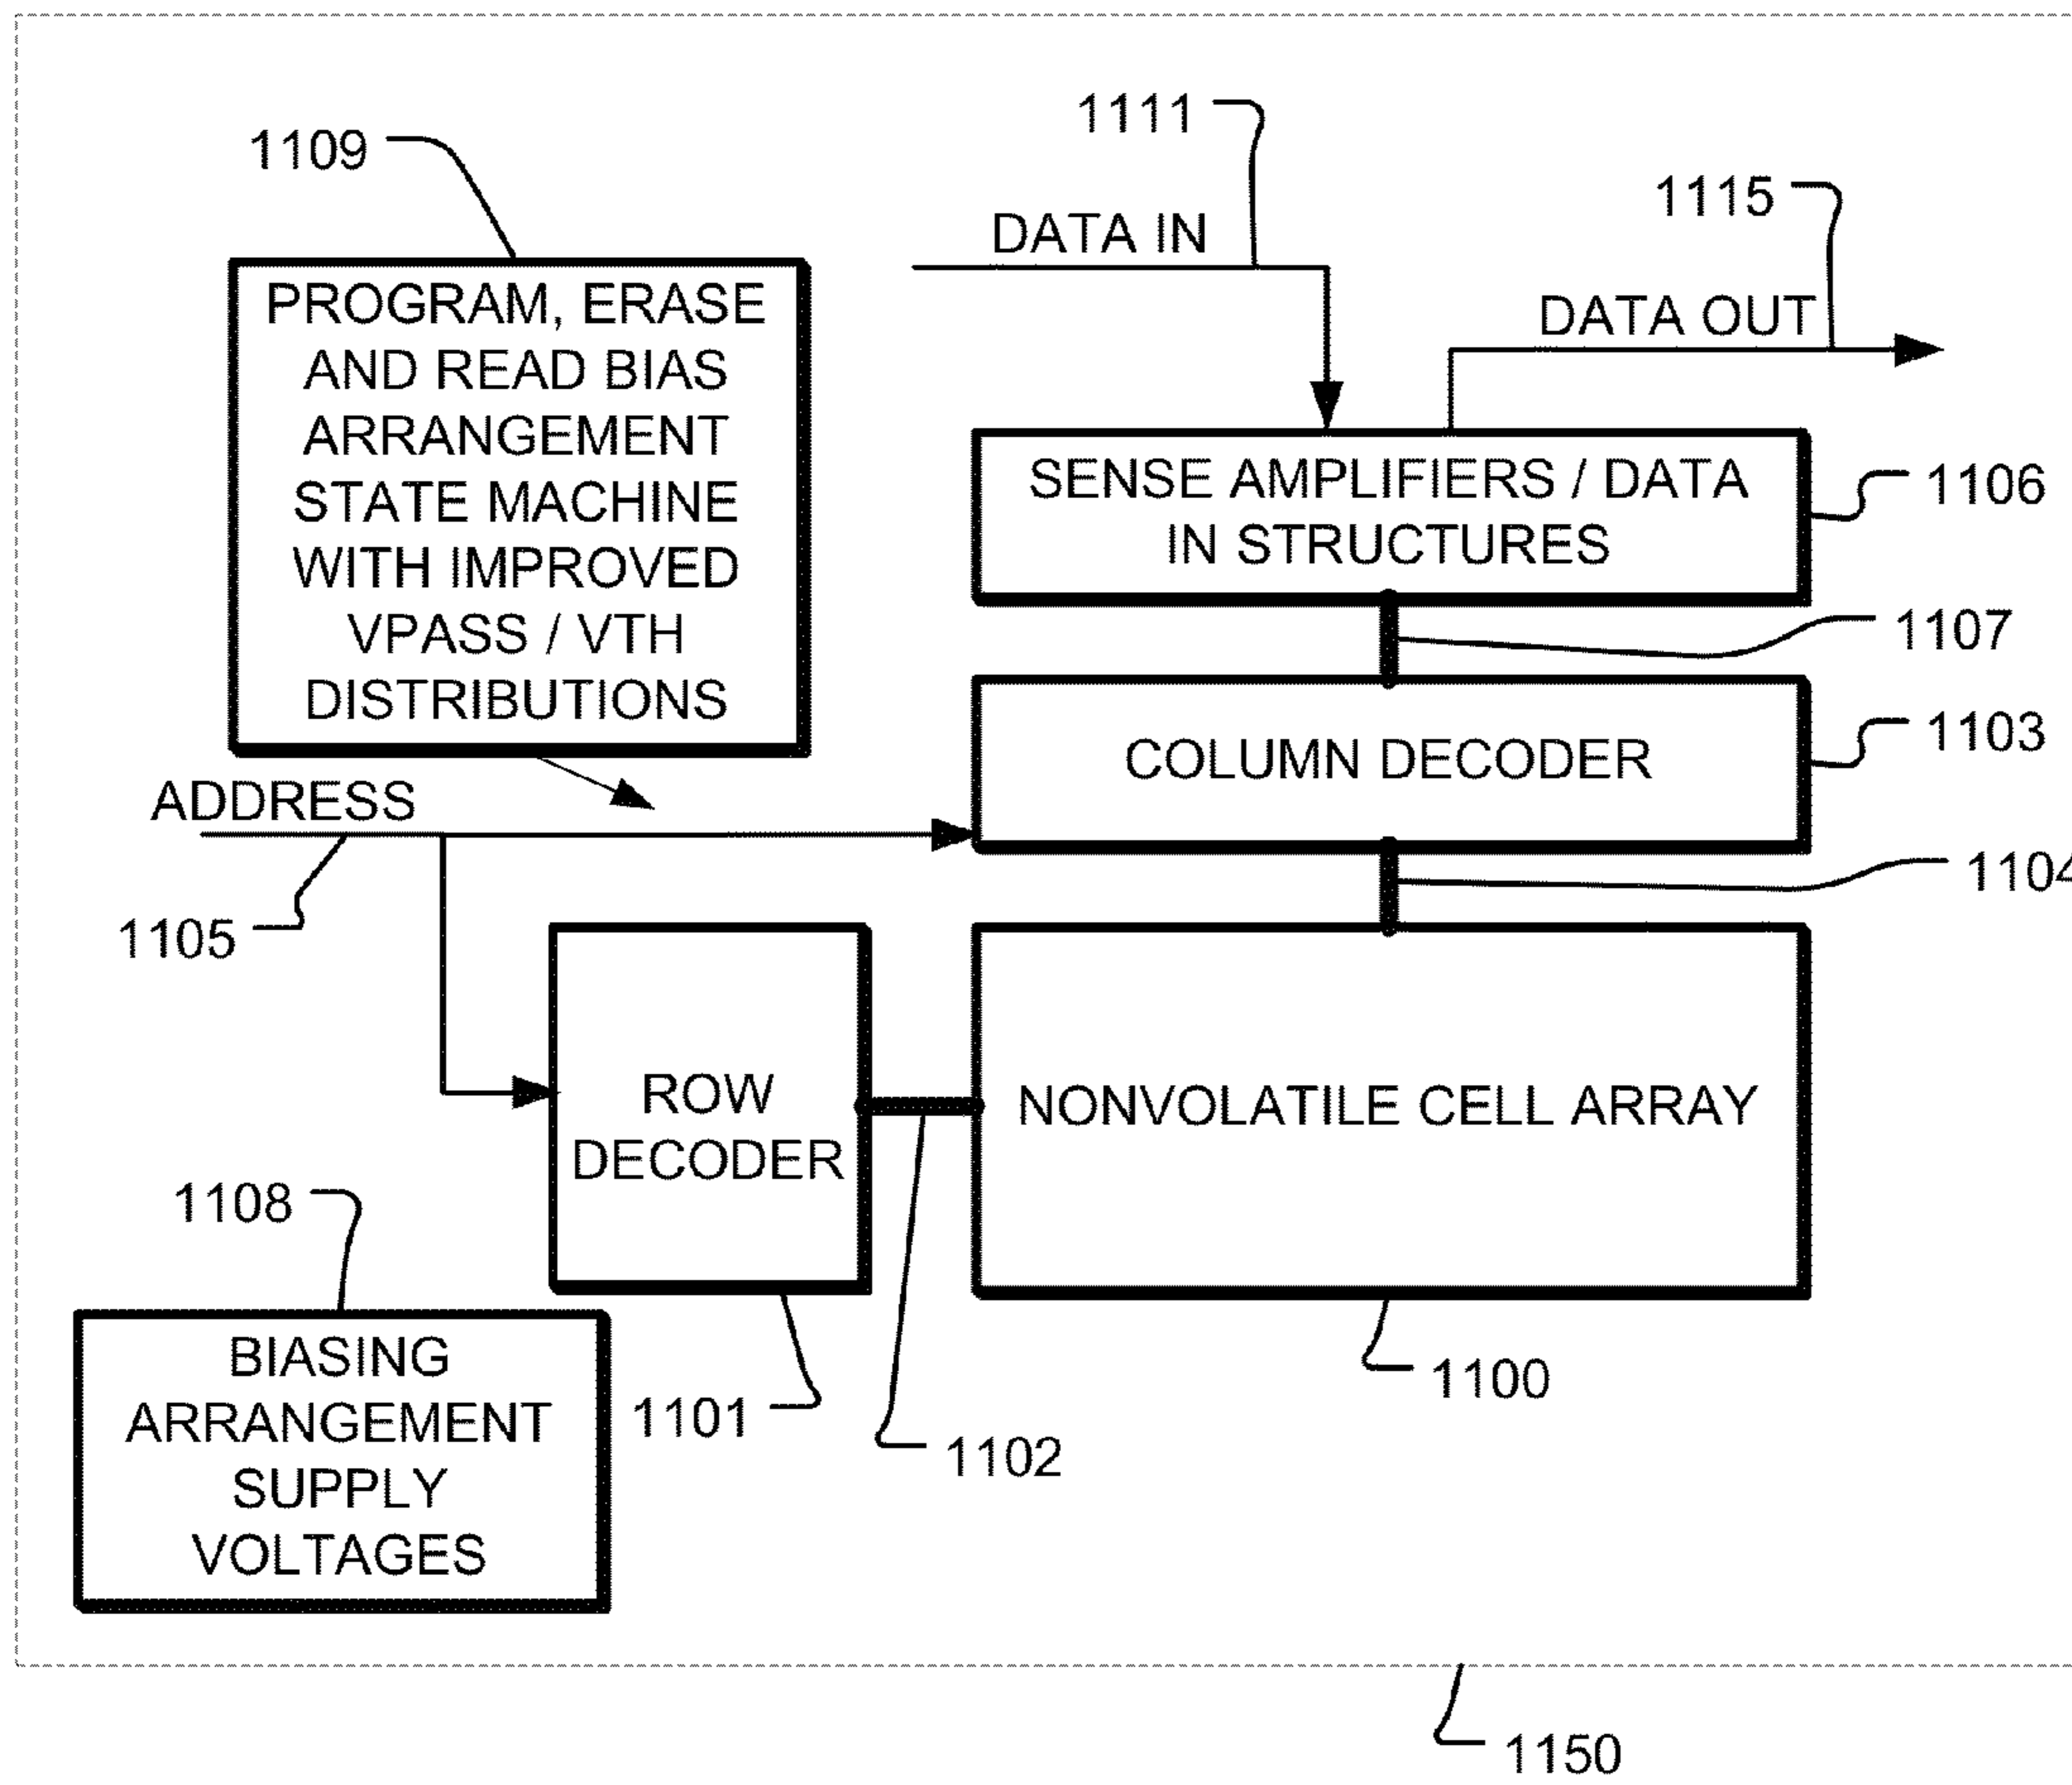 1111
1109
1115
DATA IN
DATA OUT
PROGRAM, ERASE
AND READ BIAS
ARRANGEMENT
STATE MACHINE
WITH IMPROVED
VPASS / VTH
DISTRIBUTIONS
SENSE AMPLIFIERS / DATA
IN STRUCTURES
1106
1107
COLUMN DECODER
1103
ADDRESS
1104
1105
ROW
DECODER
NONVOLATILE CELL ARRAY
1108
BIASING
ARRANGEMENT
SUPPLY
VOLTAGES
1101
1102
1100
1150